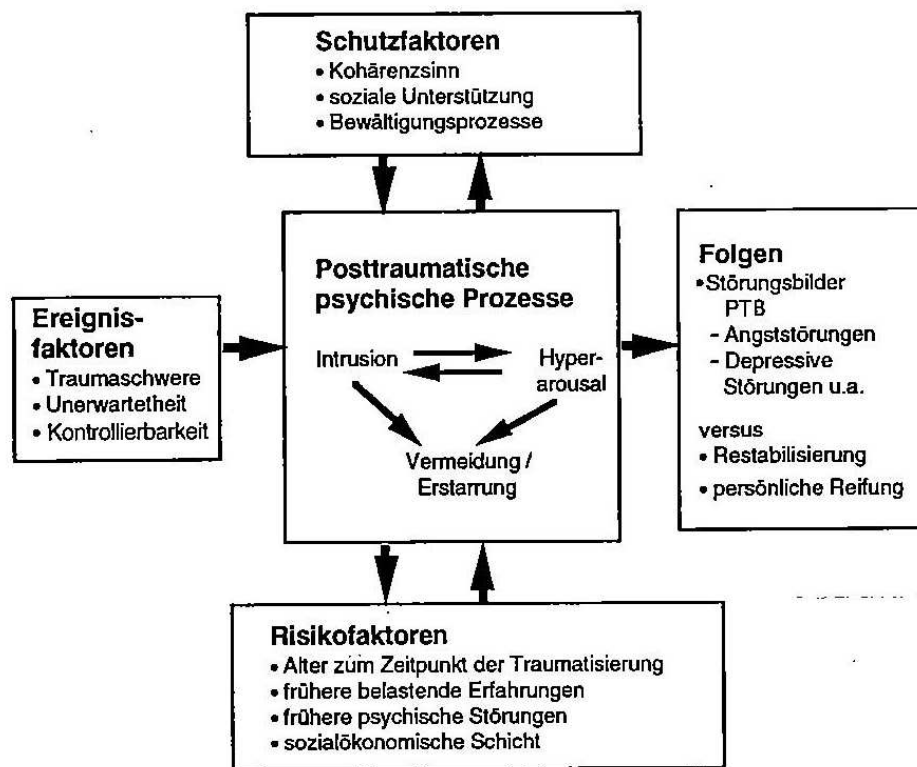 Schutzfaktoren
• Kohärenzsinn
• soziale Unterstützung
• Bewältigungsprozesse
Posttraumatische
psychische Prozesse
Intrusion
Hyper-
arousal
Vermeidung /
Erstarrung
Ereignis-
faktoren
• Traumaschwere
• Unerwartetheit
• Kontrollierbarkeit
Folgen
•Störungsbilder
PTB
– Angststörungen
– Depressive
Störungen u.a.
versus
• Restabilisierung
• persönliche Reifung
Risikofaktoren
• Alter zum Zeitpunkt der Traumatisierung
• frühere belastende Erfahrungen
• frühere psychische Störungen
• sozialökonomische Schicht